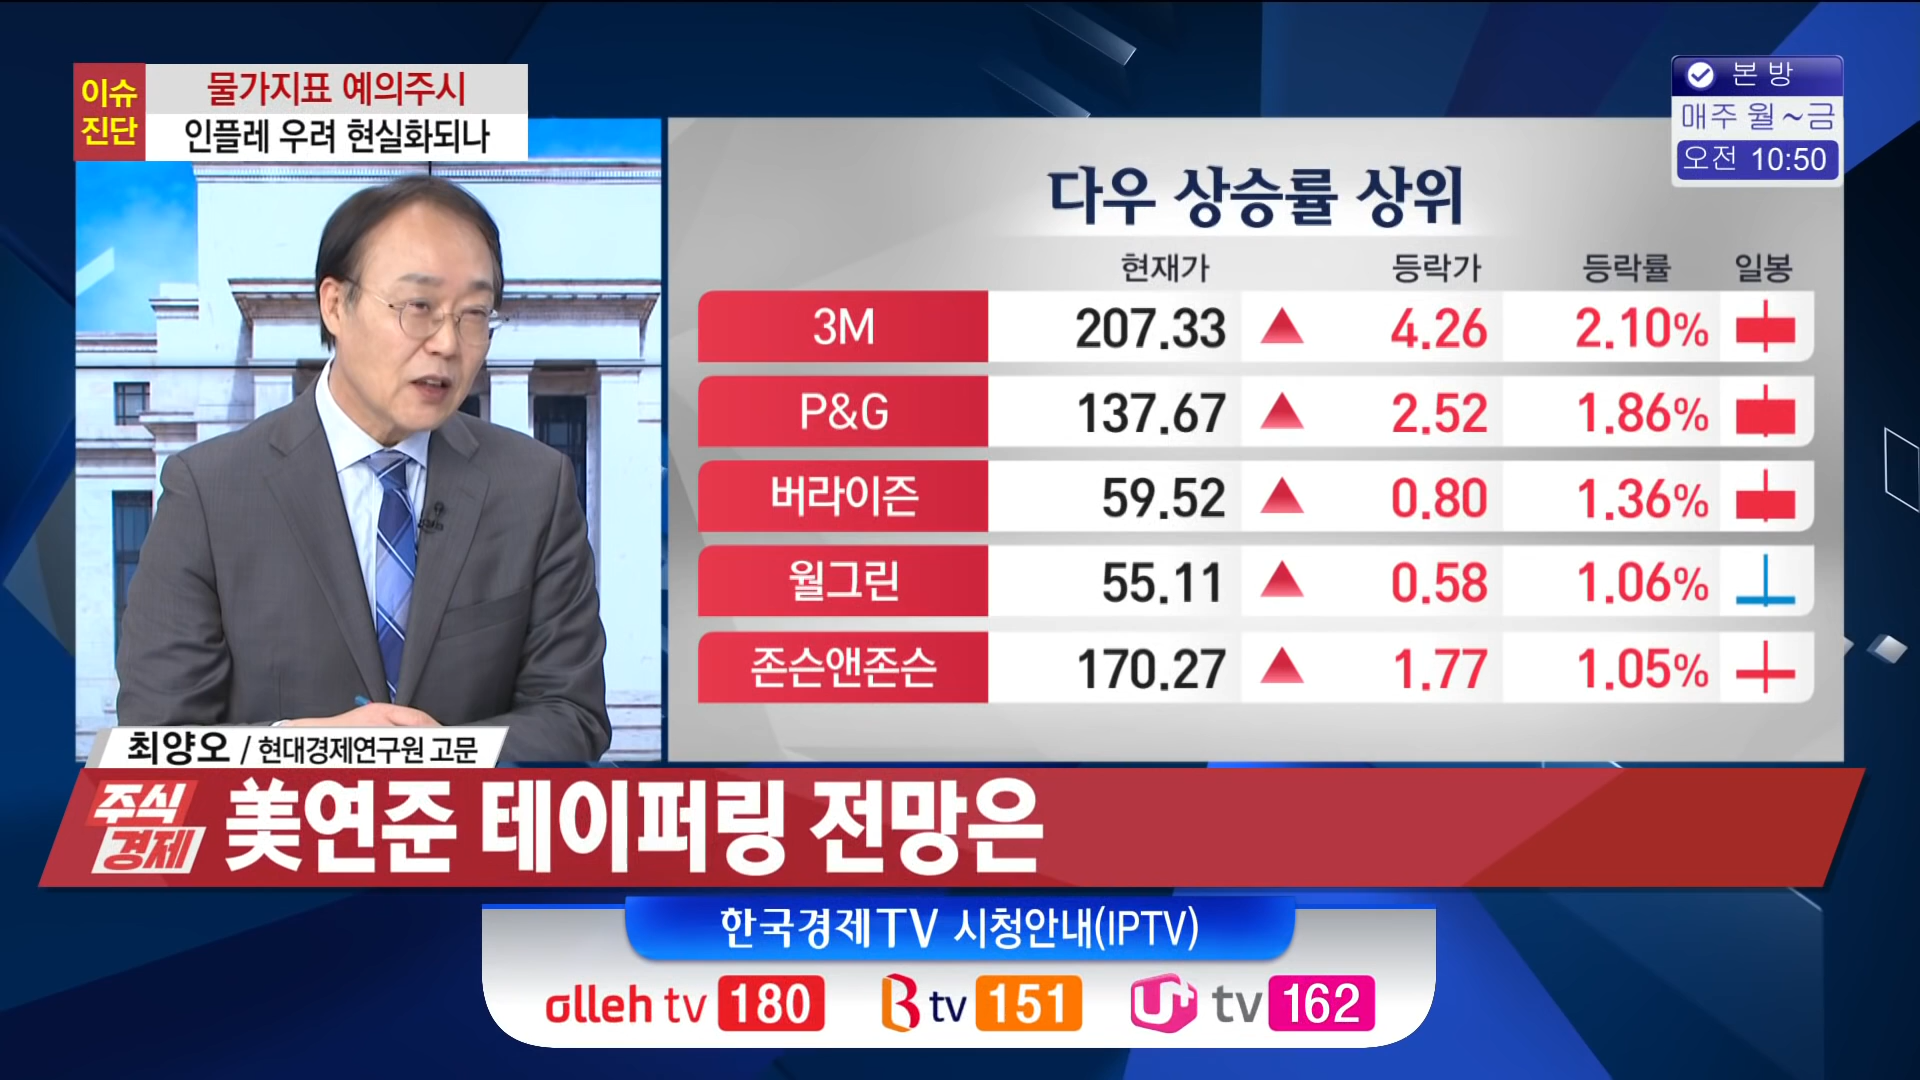 이슈
진단
물가지표 예의주시
인플레 우려 현실화되나
본 방
매주 월~금
오전 10:50
다우 상승률 상위
현재가 등락가 등락률 일봉
3M 207.33 ▲ 4.26 2.10%
P&G 137.67 ▲ 2.52 1.86%
버라이즌 59.52 ▲ 0.80 1.36%
월그린 55.11 ▲ 0.58 1.06%
존슨앤존슨 170.27 ▲ 1.77 1.05%
최양오 / 현대경제연구원 고문
주식
경제
美연준 테이퍼링 전망은
한국경제TV 시청안내(IPTV)
olleh tv 180 B tv 151 U+ tv 162